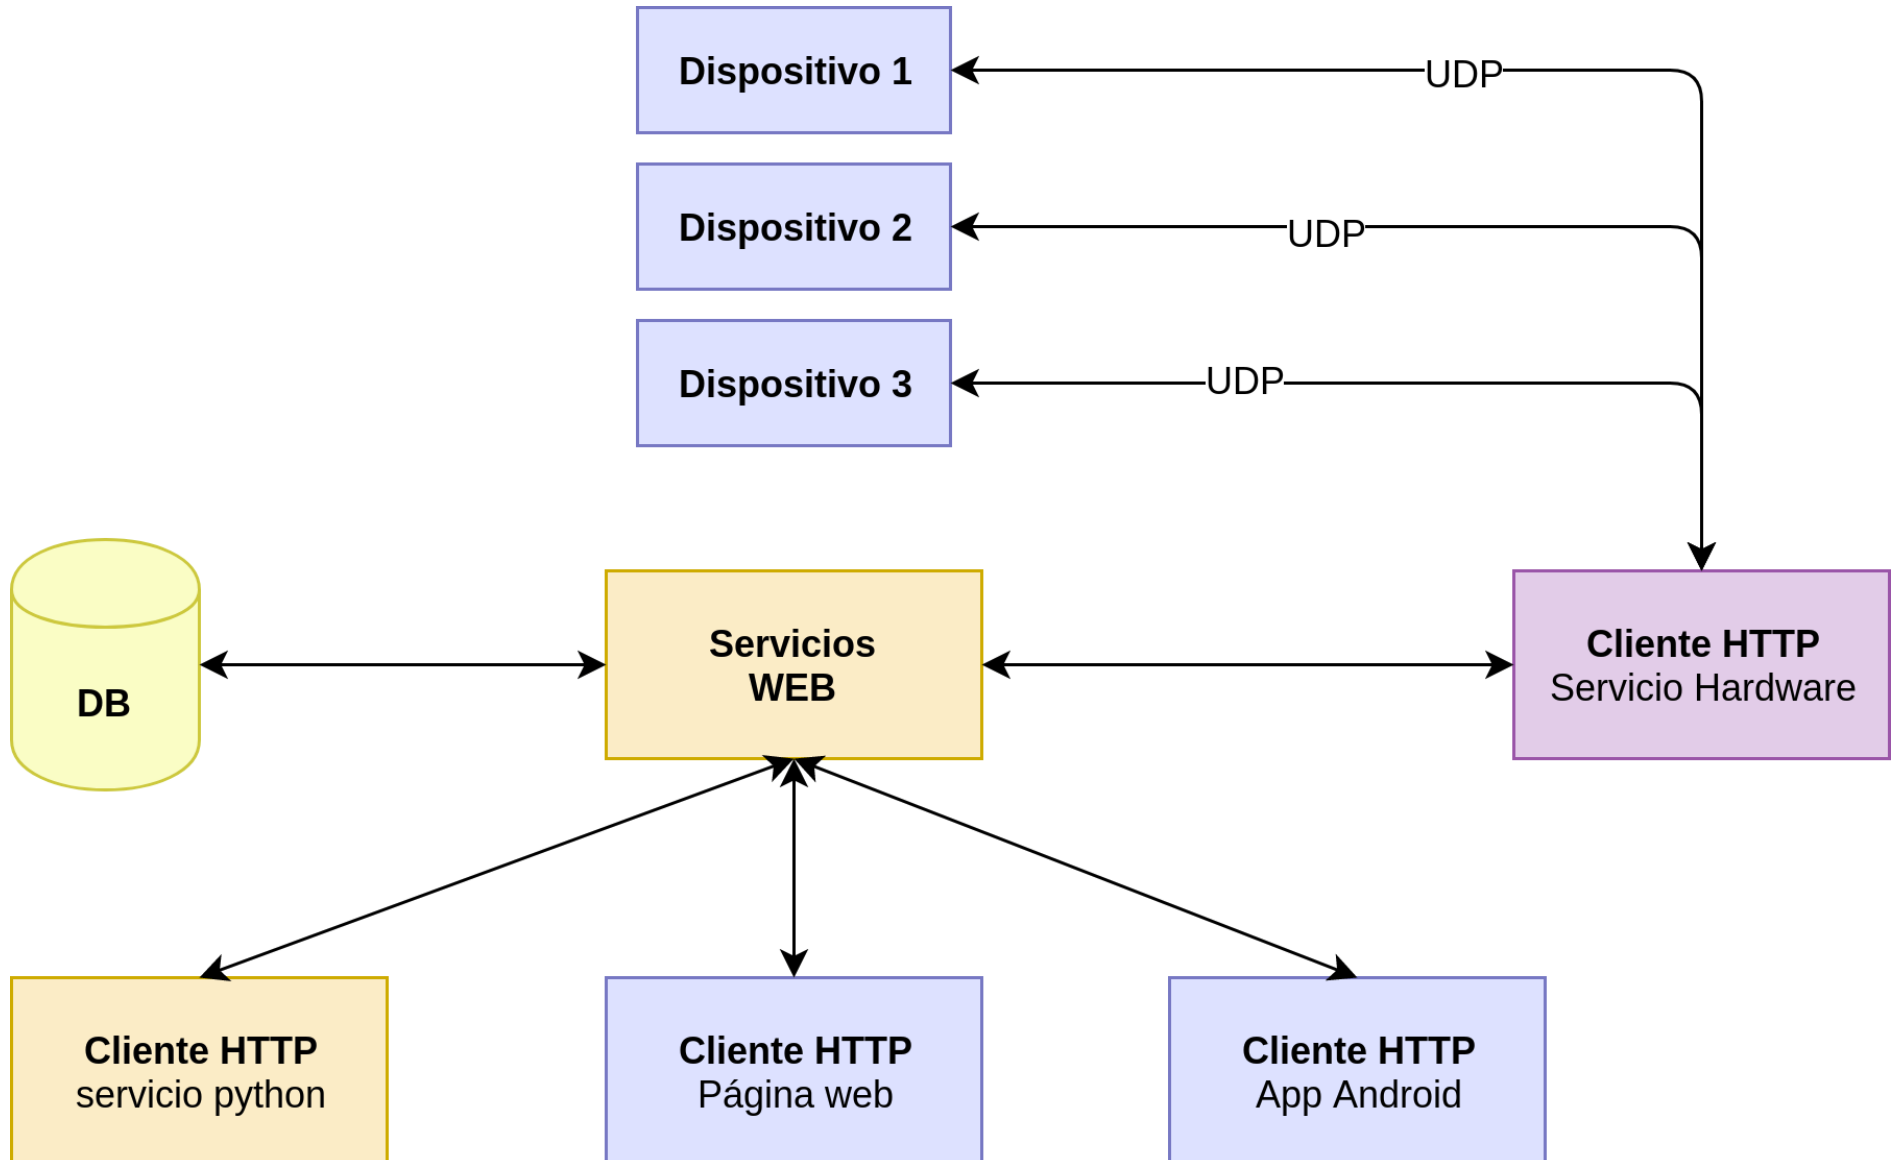 Dispositivo 1
UDP
Dispositivo 2
UDP
Dispositivo 3
UDP
DB
Servicios
WEB
Cliente HTTP
Servicio Hardware
Cliente HTTP
servicio python
Cliente HTTP
Página web
Cliente HTTP
App Android